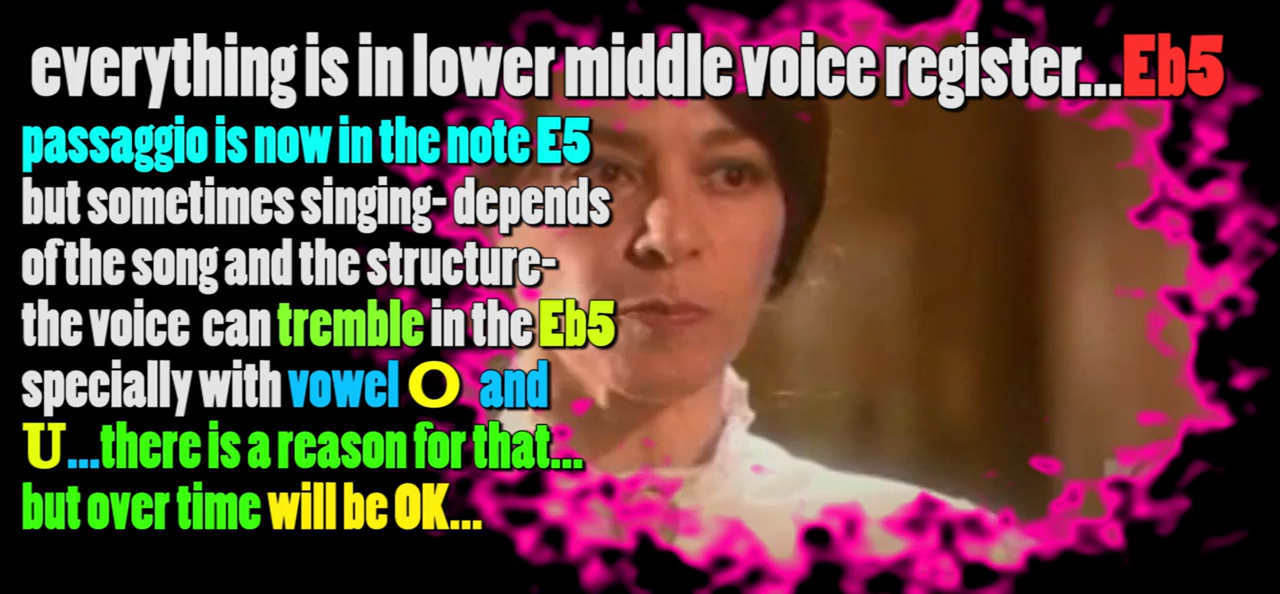 everything is in lower middle voice register...Eb5
passaggio is now in the note E5
but sometimes singing- depends
of the song and the structure-
the voice can tremble in the Eb5
specially with vowel O and
U...there is a reason for that...
but over time will be OK...